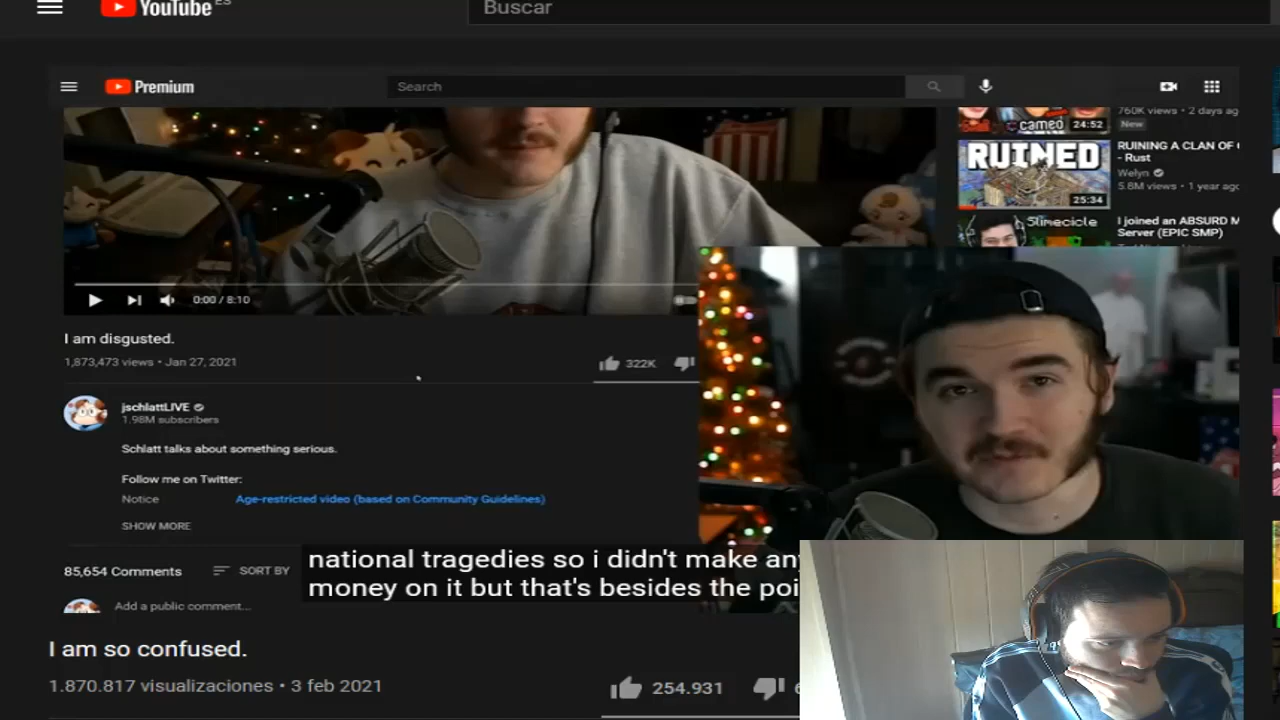 YouTube ES
Buscar
Premium
Search
760K views • 2 days ag
New
cameo 24:52
RUINED
25:34
RUINING A CLAN OF
- Rust
Welyn
5.8M views • 1 year ago
Slimecicle
I joined an ABSURD M
Server (EPIC SMP)
0:00 / 8:10
I am disgusted.
1,873,473 views • Jan 27, 2021
322K
jschlattLIVE
1.98M subscribers
Schlatt talks about something serious.
Follow me on Twitter:
Notice
Age-restricted video (based on Community Guidelines)
SHOW MORE
85,654 Comments
SORT BY
Add a public comment...
national tragedies so i didn't make any
money on it but that's besides the poi
I am so confused.
1.870.817 visualizaciones • 3 feb 2021
254.931